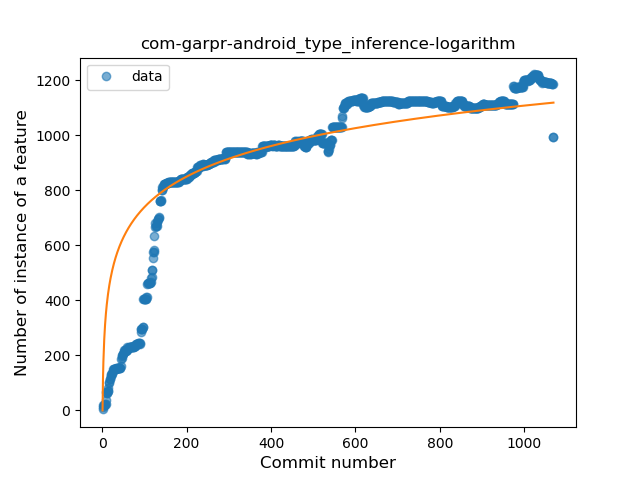 com-garpr-android_type_inference-logarithm
data
Number of instance of a feature
1200
1000
800
600
400
200
0
0 200 400 600 800 1000
Commit number